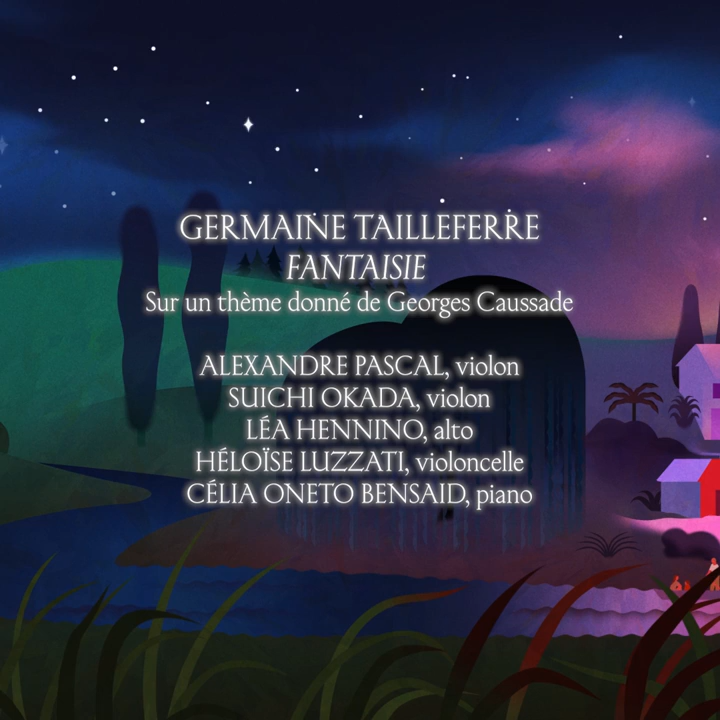 GERMAINE TAILLEFERRE
FANTAISIE
Sur un thème donné de Georges Caussade
ALEXANDRE PASCAL, violon
SUICHI OKADA, violon
LÉA HENNINO, alto
HÉLOÏSE LUZZATI, violoncelle
CÉLIA ONETO BENSAID, piano